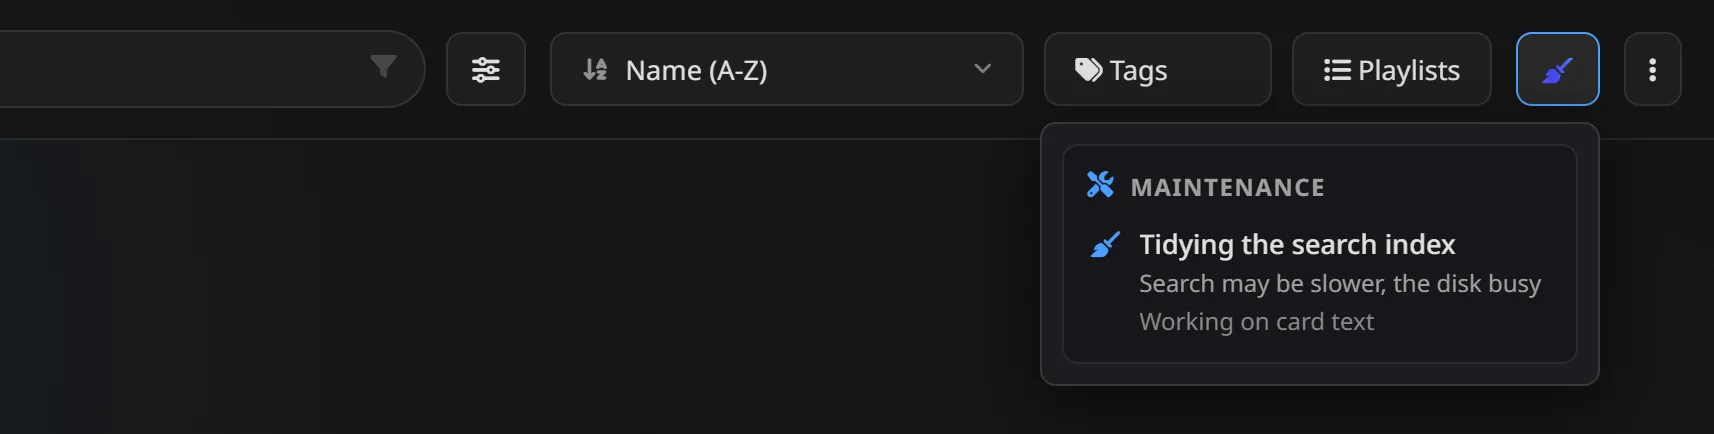 Name (A-Z)
Tags
Playlists
MAINTENANCE
Tidying the search index
Search may be slower, the disk busy
Working on card text